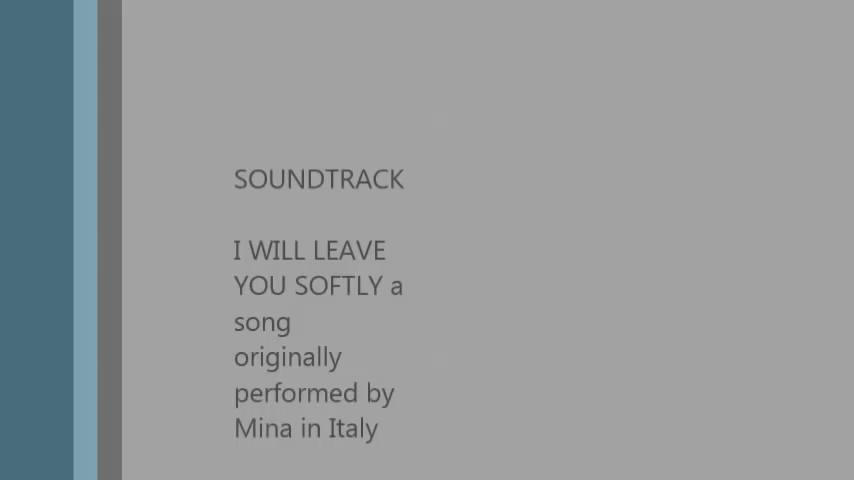 SOUNDTRACK
I WILL LEAVE
YOU SOFTLY a
song
originally
performed by
Mina in Italy